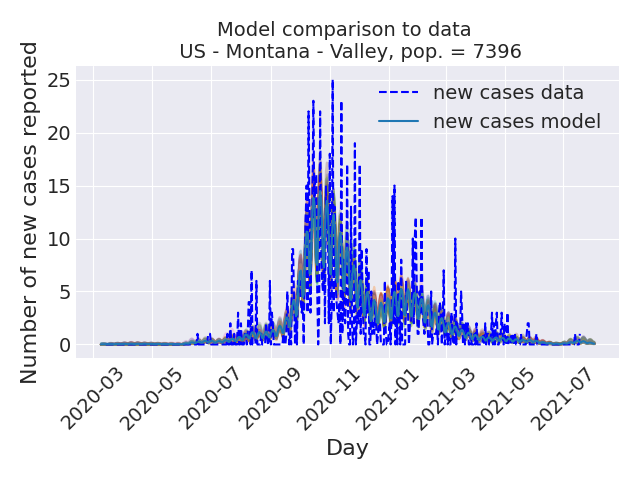 Model comparison to data
US - Montana - Valley, pop. = 7396
Number of new cases reported
25
20
15
10
5
0
new cases data
new cases model
2020-03
2020-05
2020-07
2020-09
2020-11
2021-01
2021-03
2021-05
2021-07
Day